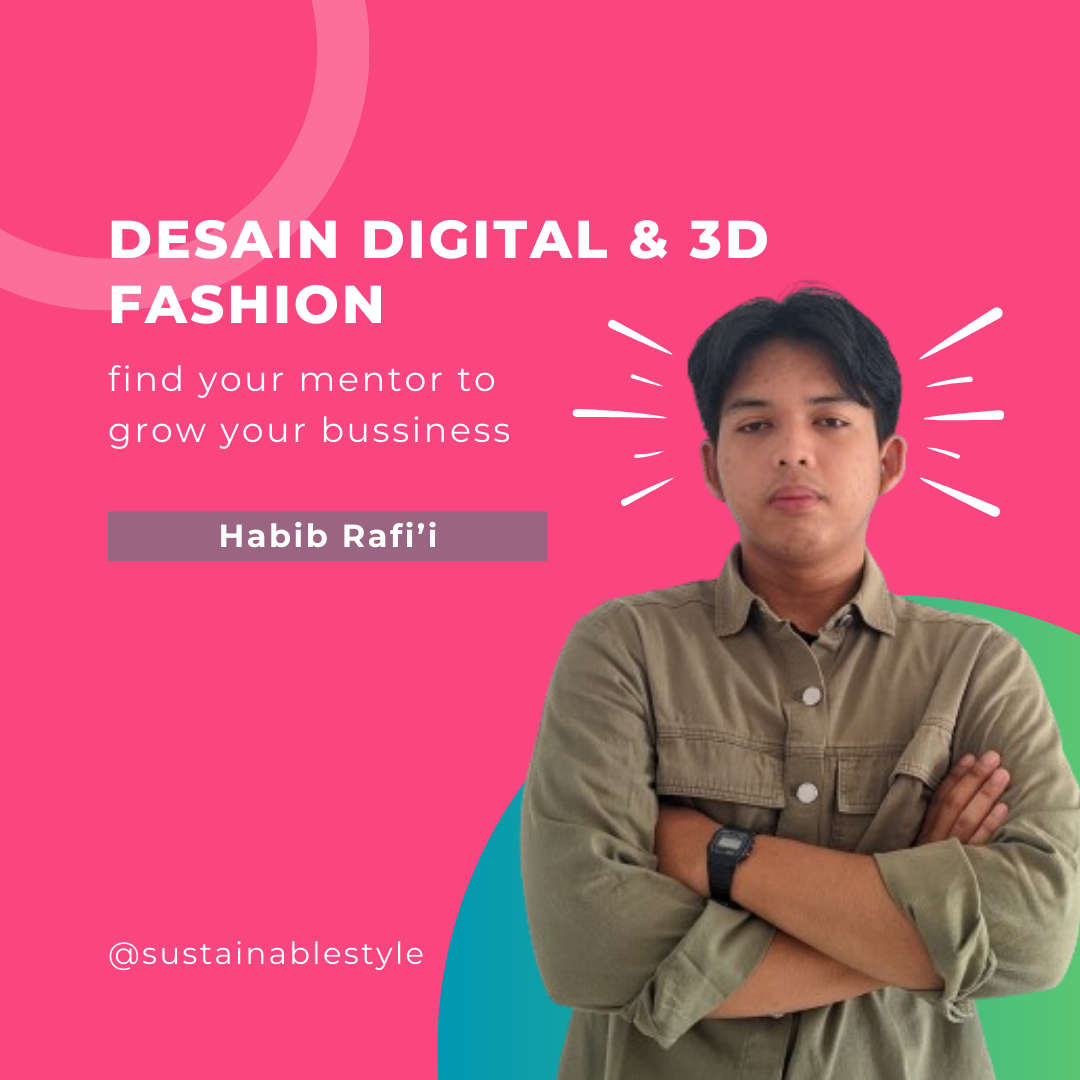 DESAIN DIGITAL & 3D
FASHION
find your mentor to
grow your bussiness
Habib Rafi’i
@sustainablestyle